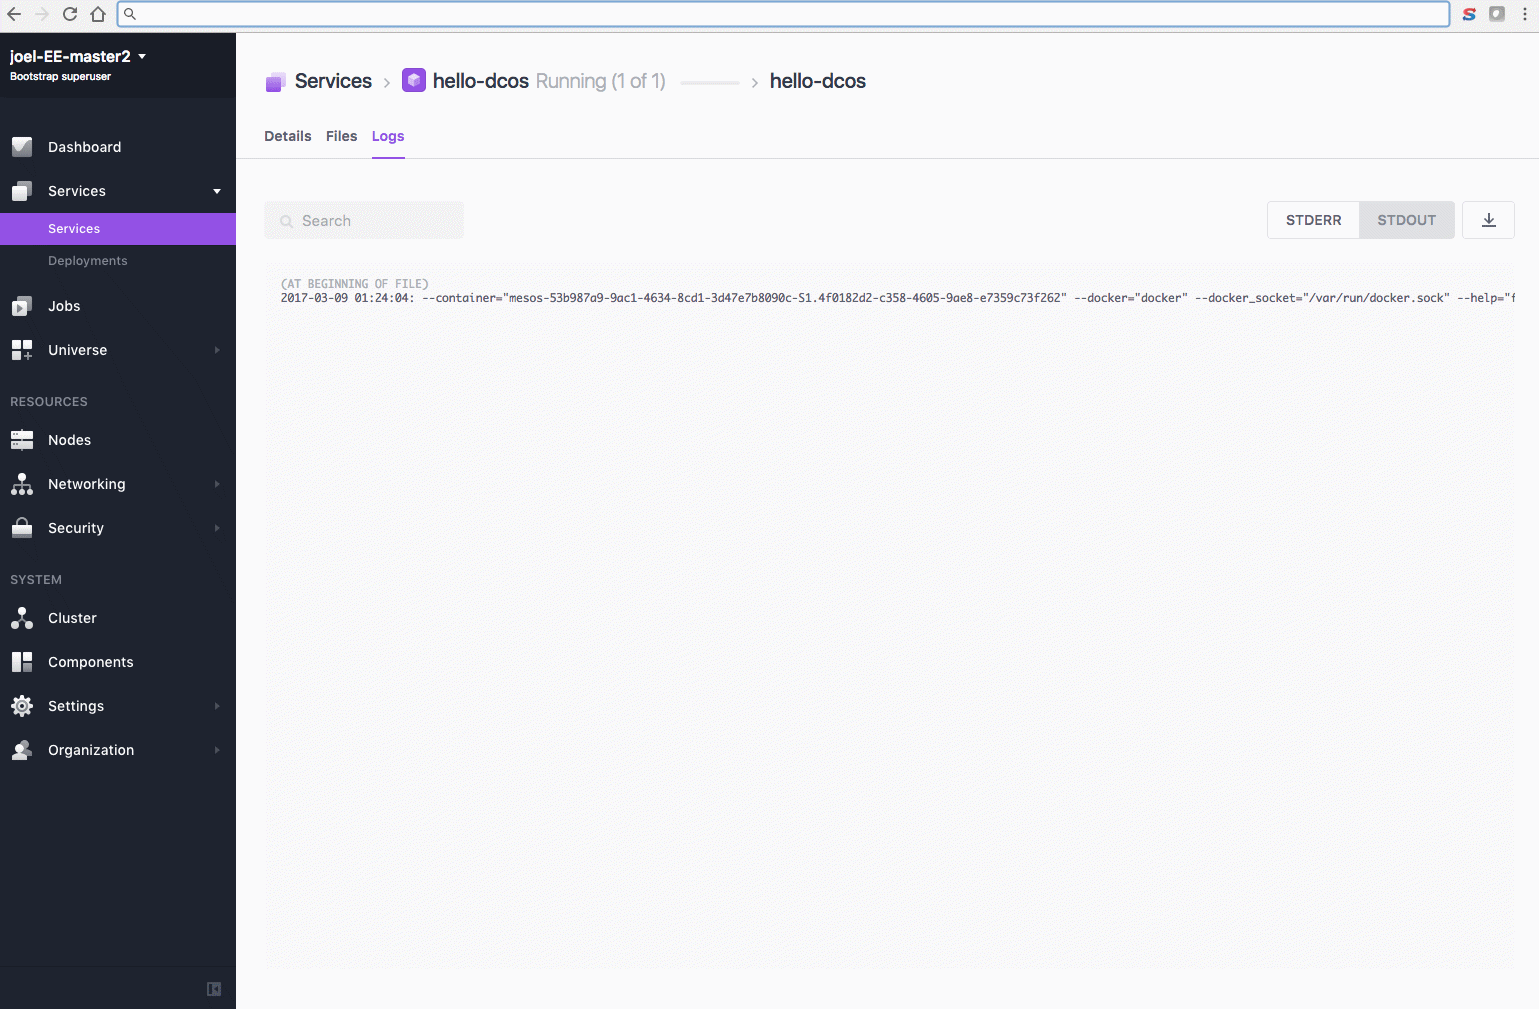 joel-EE-master2
Bootstrap superuser
Dashboard
Services
Services
Deployments
Jobs
Universe
RESOURCES
Nodes
Networking
Security
SYSTEM
Cluster
Components
Settings
Organization
Services › hello-dcos Running (1 of 1) › hello-dcos
Details Files Logs
Search
STDERR STDOUT
(AT BEGINNING OF FILE)
2017-03-09 01:24:04: --container="mesos-53b987a9-9ac1-4634-8cd1-3d47e7b8090c-S1.4f0182d2-c358-4605-9ae8-e7359c73f262" --docker="docker" --docker_socket="/var/run/docker.sock" --help="f